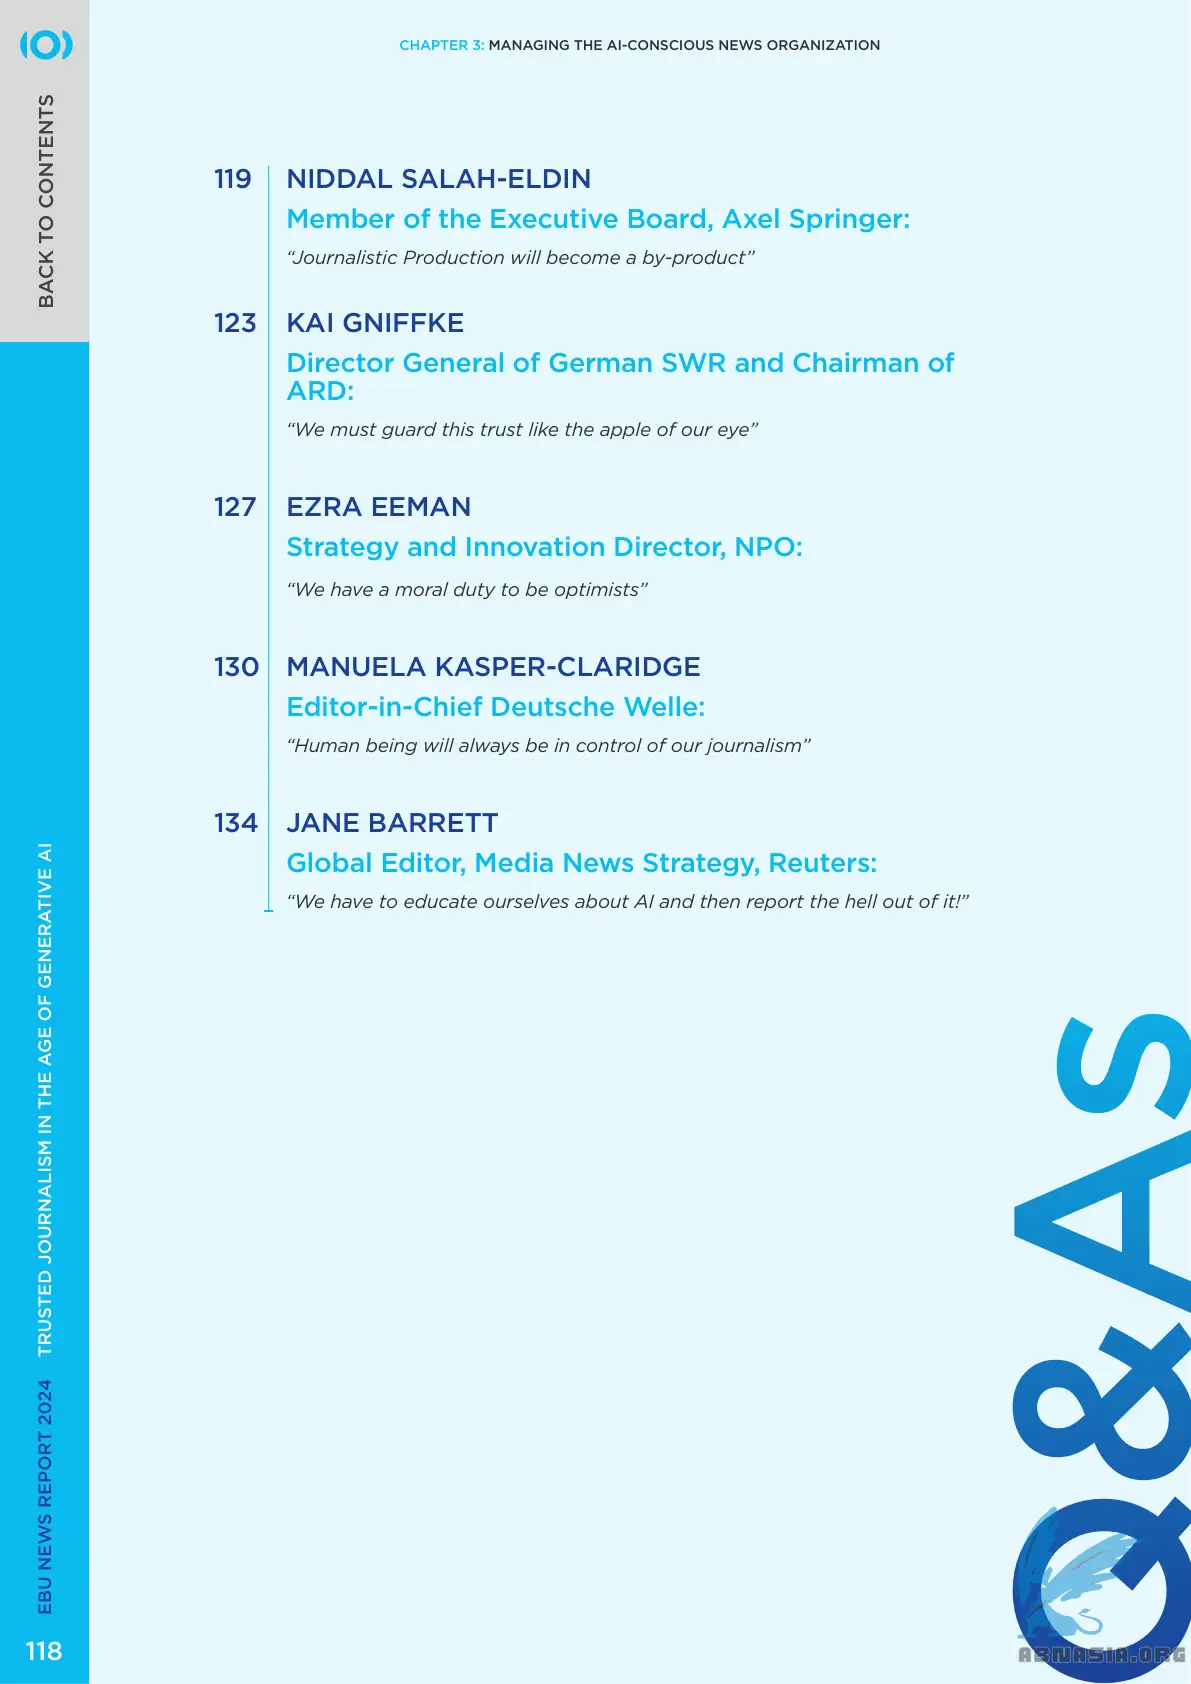 CHAPTER 3: MANAGING THE AI-CONSCIOUS NEWS ORGANIZATION
BACK TO CONTENTS
119 NIDDAL SALAH-ELDIN
Member of the Executive Board, Axel Springer:
“Journalistic Production will become a by-product”
123 KAI GNIFFKE
Director General of German SWR and Chairman of
ARD:
“We must guard this trust like the apple of our eye”
127 EZRA EEMAN
Strategy and Innovation Director, NPO:
“We have a moral duty to be optimists”
130 MANUELA KASPER-CLARIDGE
Editor-in-Chief Deutsche Welle:
“Human being will always be in control of our journalism”
134 JANE BARRETT
Global Editor, Media News Strategy, Reuters:
“We have to educate ourselves about AI and then report the hell out of it!”
EBU NEWS REPORT 2024 TRUSTED JOURNALISM IN THE AGE OF GENERATIVE AI
118
Q&As
ABNASIA.ORG